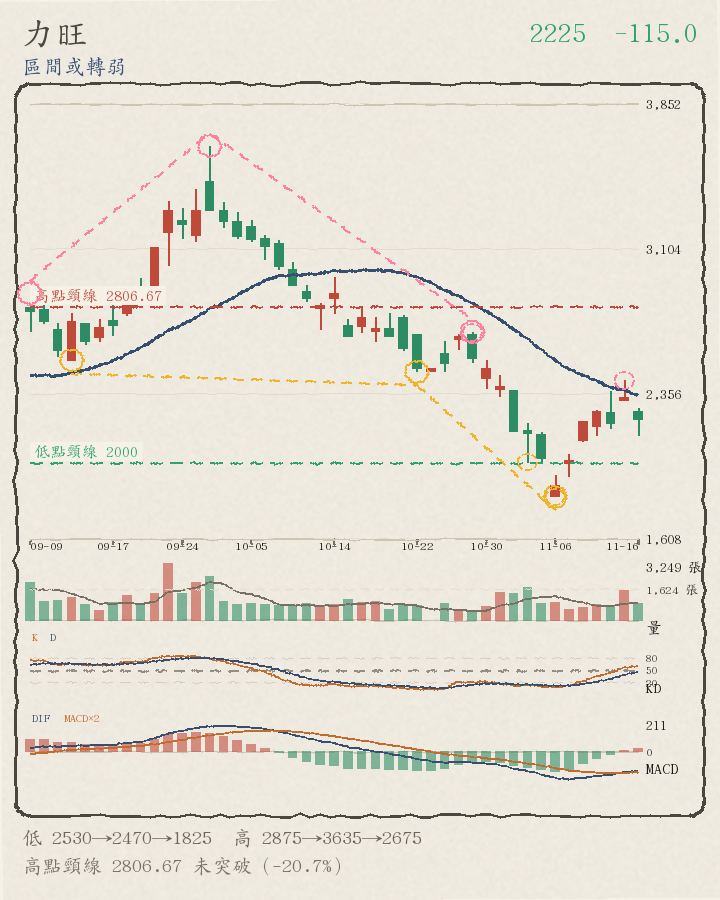 力旺 2225 -115.0
區間或轉弱
3,852
3,104
高點頸線 2806.67
2,356
低點頸線 2000
1,608
09-09 09-17 09-24 10-05 10-14 10-22 10-30 11-06 11-16
3,249 張
1,624 張
量
K D
80
50
20
KD
DIF MACD×2
211
0
MACD
低 2530→2470→1825 高 2875→3635→2675
高點頸線 2806.67 未突破 (-20.7%)